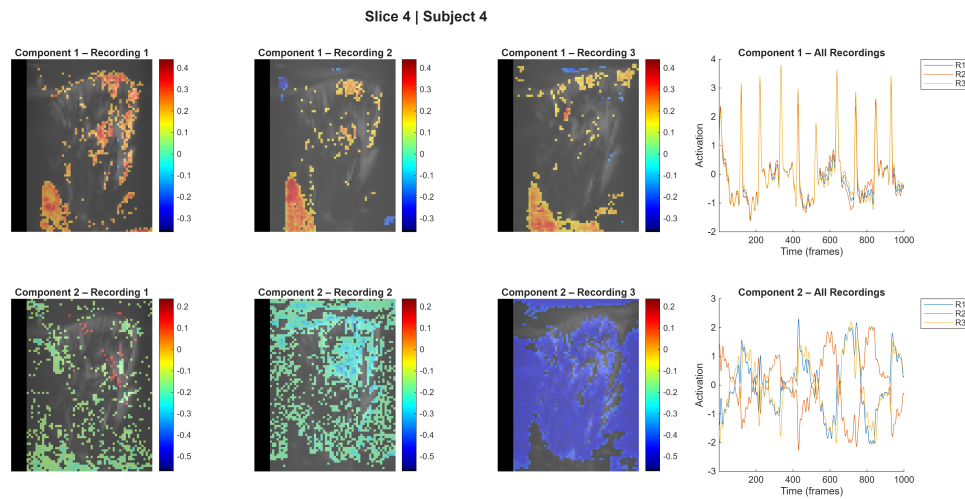 Slice 4 | Subject 4
Component 1 – Recording 1
0.4
0.3
0.2
0.1
0
-0.1
-0.2
-0.3
Component 1 – Recording 2
0.4
0.3
0.2
0.1
0
-0.1
-0.2
-0.3
Component 1 – Recording 3
0.4
0.3
0.2
0.1
0
-0.1
-0.2
-0.3
Component 1 – All Recordings
Activation
4
3
2
1
0
-1
-2
200 400 600 800 1000
Time (frames)
R1
R2
R3
Component 2 – Recording 1
0.2
0.1
0
-0.1
-0.2
-0.3
-0.4
-0.5
Component 2 – Recording 2
0.2
0.1
0
-0.1
-0.2
-0.3
-0.4
-0.5
Component 2 – Recording 3
0.2
0.1
0
-0.1
-0.2
-0.3
-0.4
-0.5
Component 2 – All Recordings
Activation
3
2
1
0
-1
-2
-3
200 400 600 800 1000
Time (frames)
R1
R2
R3